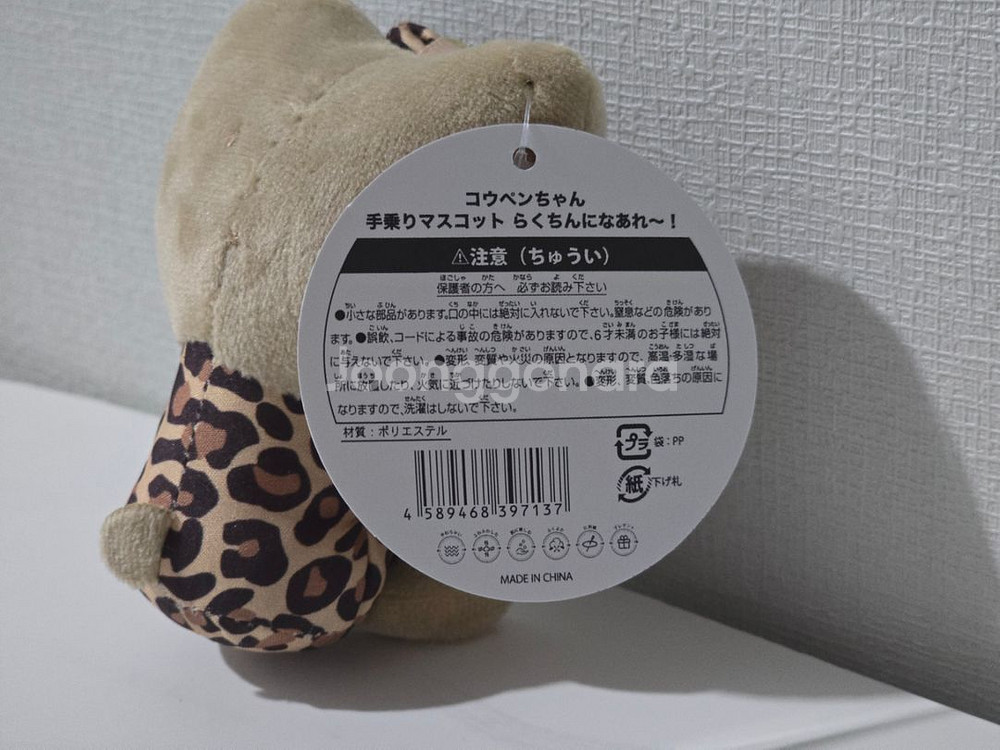 コウペンちゃん
手乗りマスコット らくちんになあれ〜！
⚠注意（ちゅうい）
保護者の方へ 必ずお読み下さい
●小さな部品があります。口の中には絶対に入れないで下さい。窒息などの危険があり
ます。●誤飲、コードによる事故の危険がありますので、6才未満のお子様には絶対
に与えないで下さい。●変形、変質や火災の原因となりますので、高温・多湿な場
所に放置したり、火気に近づけたりしないで下さい。●変形、変質、色落ちの原因に
なりますので、洗濯はしないで下さい。
材質：ポリエステル
プラ 袋：PP
紙 下げ札
4 589468 397137
MADE IN CHINA